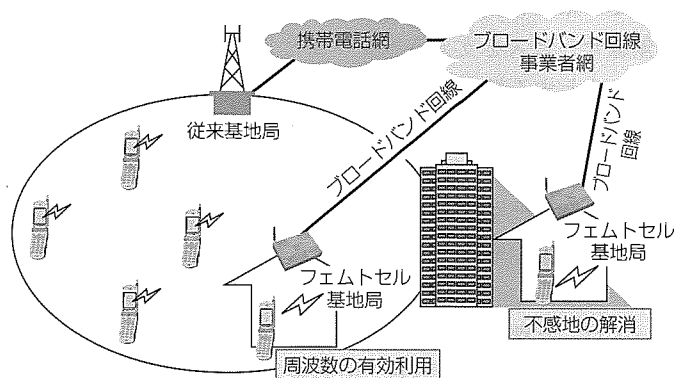 携帯電話網
ブロードバンド回線
事業者網
従来基地局
ブロードバンド回線
ブロードバンド
回線
フェムトセル
基地局
フェムトセル
基地局
不感地の解消
周波数の有効利用